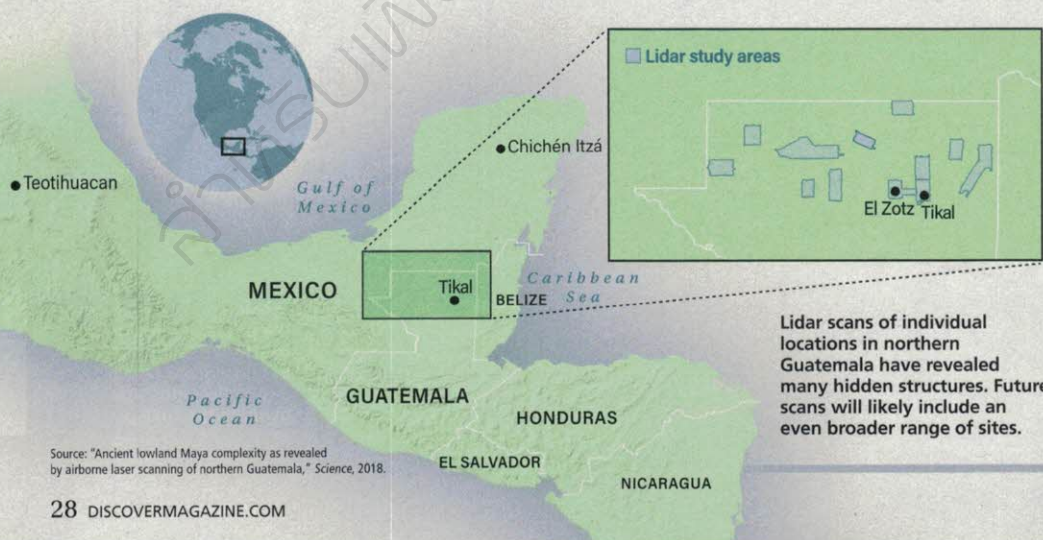 Lidar study areas
Chichén Itzá
Teotihuacan
Gulf of
Mexico
El Zotz
Tikal
MEXICO
Tikal
BELIZE
Caribbean
Sea
Lidar scans of individual
locations in northern
Guatemala have revealed
many hidden structures. Future
scans will likely include an
even broader range of sites.
Pacific
Ocean
GUATEMALA
HONDURAS
Source: "Ancient lowland Maya complexity as revealed
by airborne laser scanning of northern Guatemala," Science, 2018.
EL SALVADOR
NICARAGUA
28 DISCOVERMAGAZINE.COM